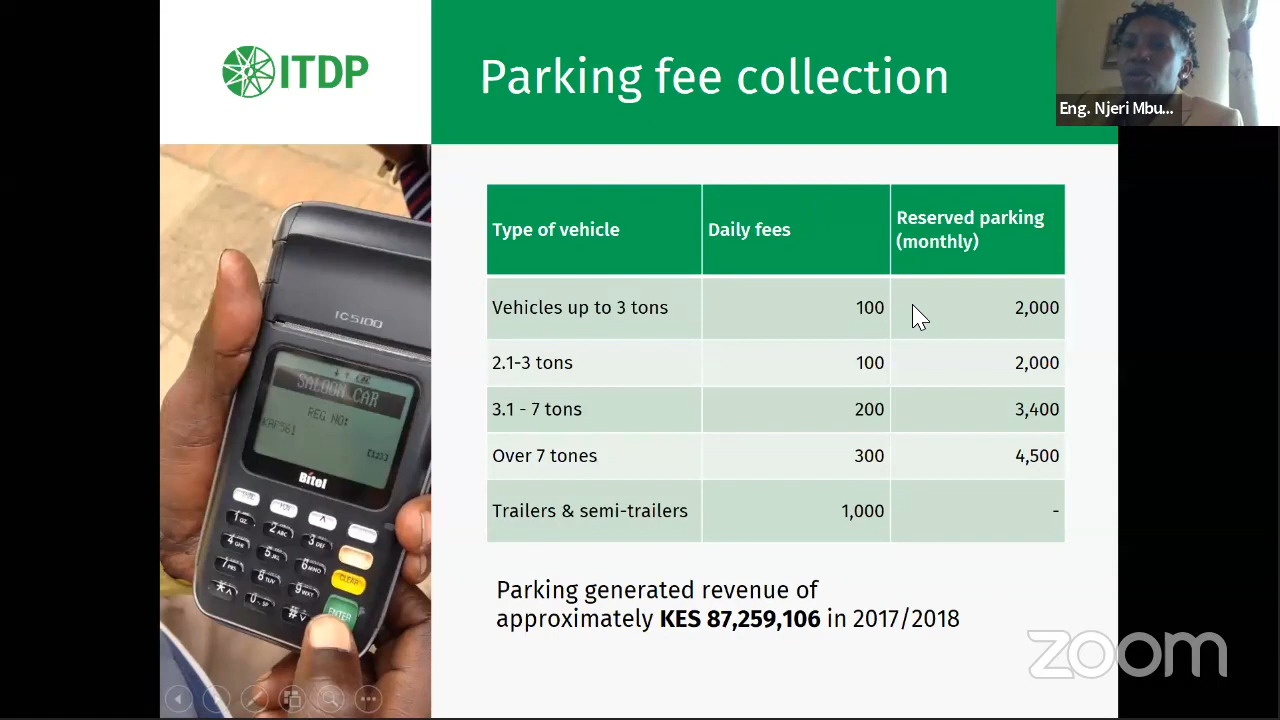 ITDP
Parking fee collection
Eng. Njeri Mbu...
Type of vehicle
Daily fees
Reserved parking
(monthly)
Vehicles up to 3 tons
100
2,000
2.1-3 tons
100
2,000
3.1 - 7 tons
200
3,400
Over 7 tones
300
4,500
Trailers & semi-trailers
1,000
-
Parking generated revenue of
approximately KES 87,259,106 in 2017/2018
IC5100
SALOON CAR
REG NO:
Bitel
CLEAR
ENTER
zoom